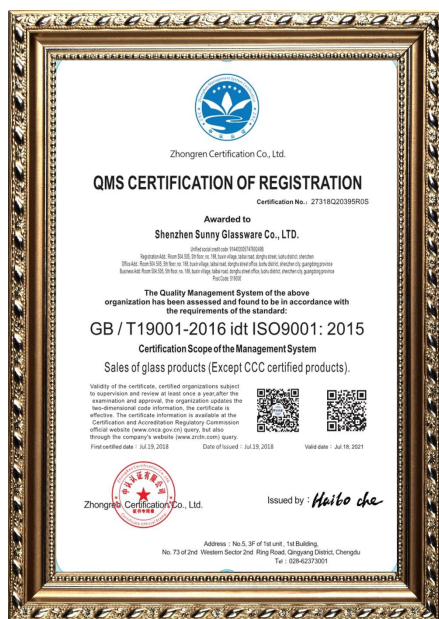 Zhongren Certification Co., Ltd.
QMS CERTIFICATION OF REGISTRATION
Certification No.: 27318Q20395R0S
Awarded to
Shenzhen Sunny Glassware Co., LTD.
The Quality Management System of the above
organization has been assessed and found to be in accordance with
the requirements of the standard:
GB / T19001-2016 idt ISO9001: 2015
Certification Scope of the Management System
Sales of glass products (Except CCC certified products).
Validity of the certificate, certified organizations subject
to supervision and review at least once a year,after the
examination and approval, the organization updates the
two-dimensional code information, the certificate is
effective. The certificate information is available at the
Certification and Accreditation Regulatory Commission
official website (www.cnca.gov.cn) query, but also
through the company's website (www.zrcln.com) query.
First certified date : Jul.19, 2018 Date of Issued : Jul.19, 2018 Valid date : Jul.18, 2021
Zhongren Certification Co., Ltd.
Issued by : Haibo che
Address : No.5, 3F of 1st unit , 1st Building,
No. 73 of 2nd Western Sector 2nd Ring Road, Qingyang District, Chengdu
Tel : 028-62373001